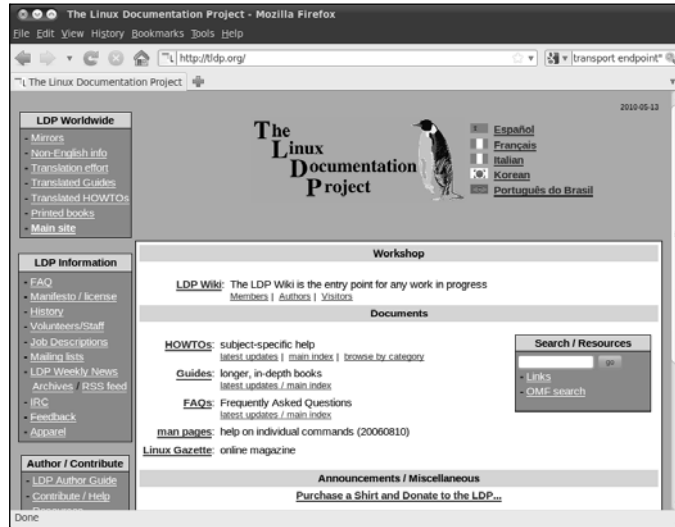 The Linux Documentation Project - Mozilla Firefox
File Edit View History Bookmarks Tools Help
http://tldp.org/
transport endpoint"
The Linux Documentation Project
2010-05-13
LDP Worldwide
- Mirrors
- Non-English info
- Translation effort
- Translated Guides
- Translated HOWTOs
- Printed books
- Main site
The
Linux
Documentation
Project
Español
Français
Italian
Korean
Português do Brasil
LDP Information
- FAQ
- Manifesto / license
- History
- Volunteers/Staff
- Job Descriptions
- Mailing lists
- LDP Weekly News
Archives / RSS feed
- IRC
- Feedback
- Apparel
Author / Contribute
- LDP Author Guide
- Contribute / Help
Workshop
LDP Wiki: The LDP Wiki is the entry point for any work in progress
Members | Authors | Visitors
Documents
HOWTOs: subject-specific help
latest updates | main index | browse by category
Guides: longer, in-depth books
latest updates / main index
FAQs: Frequently Asked Questions
latest updates / main index
man pages: help on individual commands (20060810)
Linux Gazette: online magazine
Search / Resources
go
- Links
- OMF search
Announcements / Miscellaneous
Purchase a Shirt and Donate to the LDP...
Done